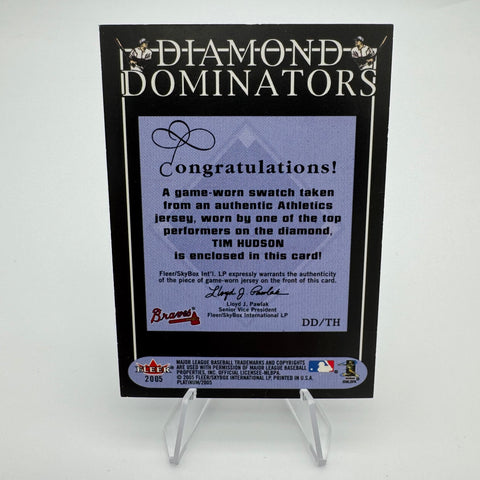 DIAMOND
DOMINATORS
Congratulations!
A game-worn swatch taken
from an authentic Athletics
jersey, worn by one of the top
performers on the diamond,
TIM HUDSON
is enclosed in this card!
Fleer/SkyBox Int'l. LP expressly warrants the authenticity
of the piece of game-worn jersey on the front of this card.
Lloyd J. Pawlak
Lloyd J. Pawlak
Senior Vice President
Fleer/SkyBox International LP
Braves
DD/TH
FLEER
2005
MAJOR LEAGUE BASEBALL TRADEMARKS AND COPYRIGHTS
ARE USED WITH PERMISSION OF MAJOR LEAGUE BASEBALL
PROPERTIES, INC. OFFICIAL LICENSEE-MLBPA.
© 2005 FLEER/SKYBOX INTERNATIONAL LP, PRINTED IN U.S.A.
PLATINUM/2005